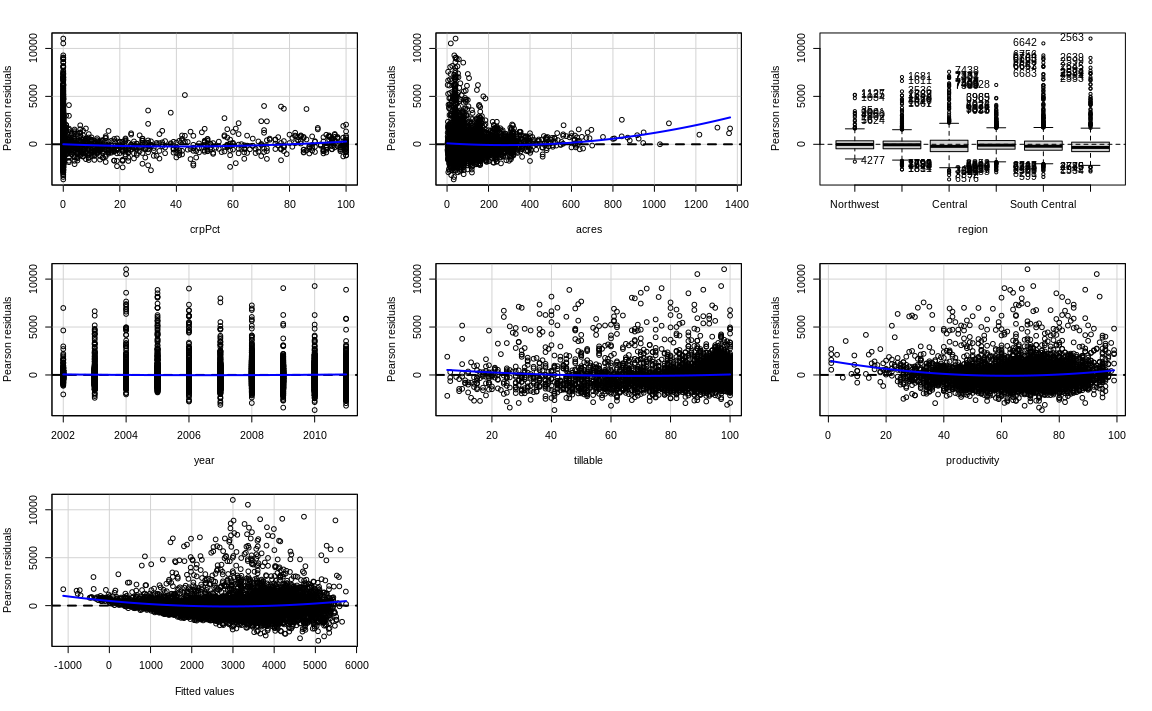 Pearson residuals
0 5000 10000
0 20 40 60 80 100
crpPct
Pearson residuals
0 5000 10000
0 200 400 600 800 1000 1200 1400
acres
Pearson residuals
0 5000 10000
6642
2563
7438
1681
1011
6683
4277
6576
Northwest Central South Central
region
Pearson residuals
0 5000 10000
2002 2004 2006 2008 2010
year
Pearson residuals
0 5000 10000
20 40 60 80 100
tillable
Pearson residuals
0 5000 10000
0 20 40 60 80 100
productivity
Pearson residuals
0 5000 10000
-1000 0 1000 2000 3000 4000 5000 6000
Fitted values